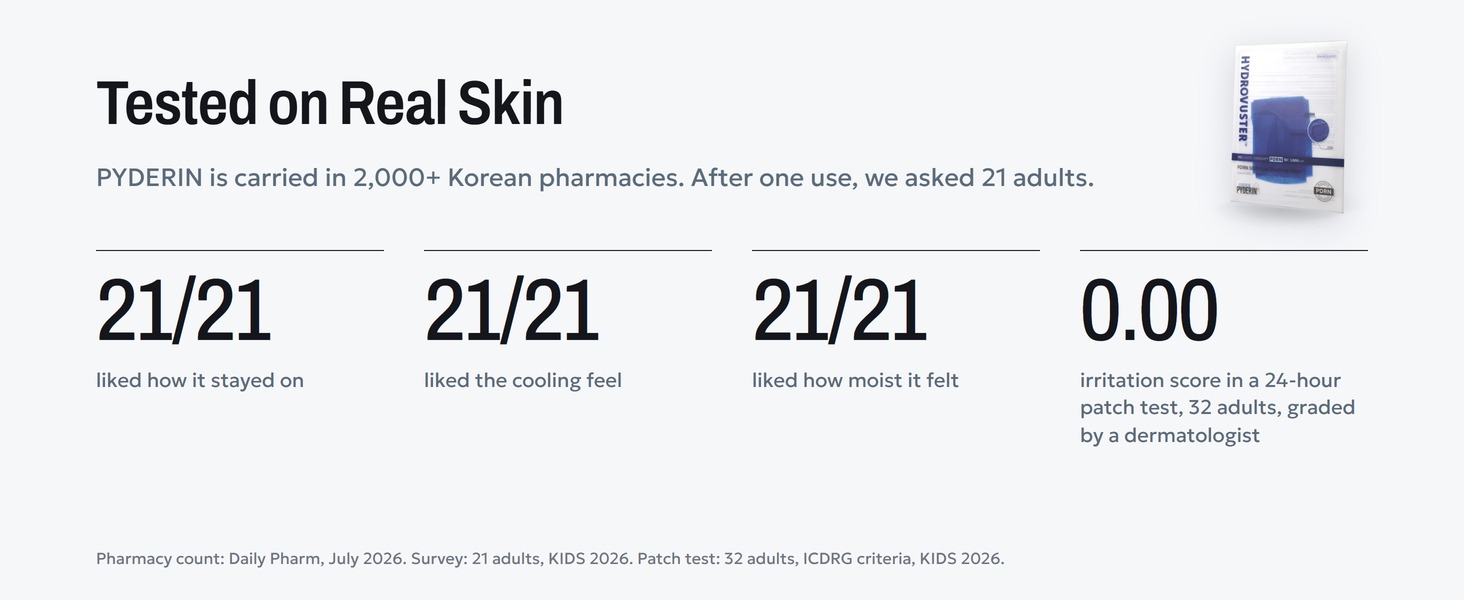 Tested on Real Skin
PYDERIN is carried in 2,000+ Korean pharmacies. After one use, we asked 21 adults.
HYDROVUSTER
PDRN
PYDERIN
PDRN
21/21
liked how it stayed on
21/21
liked the cooling feel
21/21
liked how moist it felt
0.00
irritation score in a 24-hour
patch test, 32 adults, graded
by a dermatologist
Pharmacy count: Daily Pharm, July 2026. Survey: 21 adults, KIDS 2026. Patch test: 32 adults, ICDRG criteria, KIDS 2026.